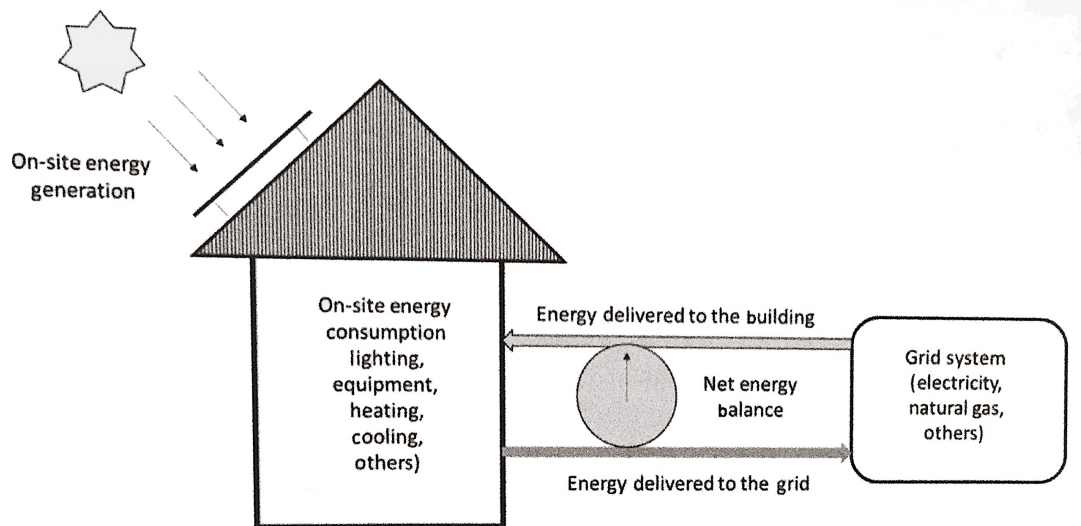 On-site energy
generation
On-site energy
consumption
lighting,
equipment,
heating,
cooling,
others)
Energy delivered to the building
Net energy
balance
Energy delivered to the grid
Grid system
(electricity,
natural gas,
others)